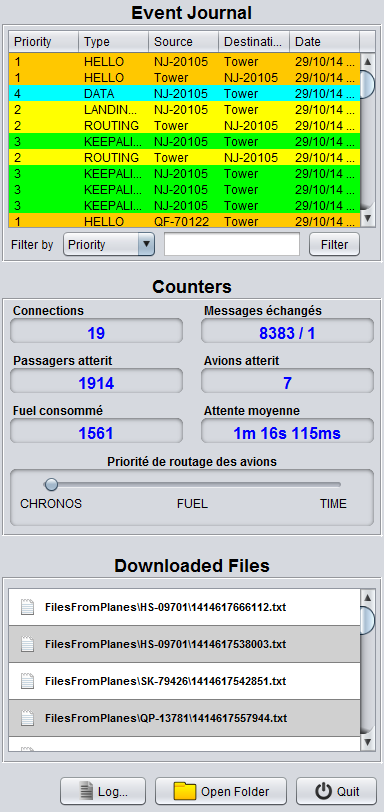 Event Journal
Priority Type Source Destinati... Date
1 HELLO NJ-20105 Tower 29/10/14 ...
1 HELLO Tower NJ-20105 29/10/14 ...
4 DATA NJ-20105 Tower 29/10/14 ...
2 LANDIN... NJ-20105 Tower 29/10/14 ...
2 ROUTING Tower NJ-20105 29/10/14 ...
3 KEEPALI... NJ-20105 Tower 29/10/14 ...
2 ROUTING Tower NJ-20105 29/10/14 ...
3 KEEPALI... NJ-20105 Tower 29/10/14 ...
3 KEEPALI... NJ-20105 Tower 29/10/14 ...
3 KEEPALI... NJ-20105 Tower 29/10/14 ...
1 HELLO QF-70122 Tower 29/10/14 ...
Filter by Priority Filter
Counters
Connections Messages échangés
19 8383 / 1
Passagers atterit Avions atterit
1914 7
Fuel consommé Attente moyenne
1561 1m 16s 115ms
Priorité de routage des avions
CHRONOS FUEL TIME
Downloaded Files
FilesFromPlanes\HS-09701\1414617666112.txt
FilesFromPlanes\HS-09701\1414617538003.txt
FilesFromPlanes\SK-79426\1414617542851.txt
FilesFromPlanes\QP-13781\1414617557944.txt
Log... Open Folder Quit